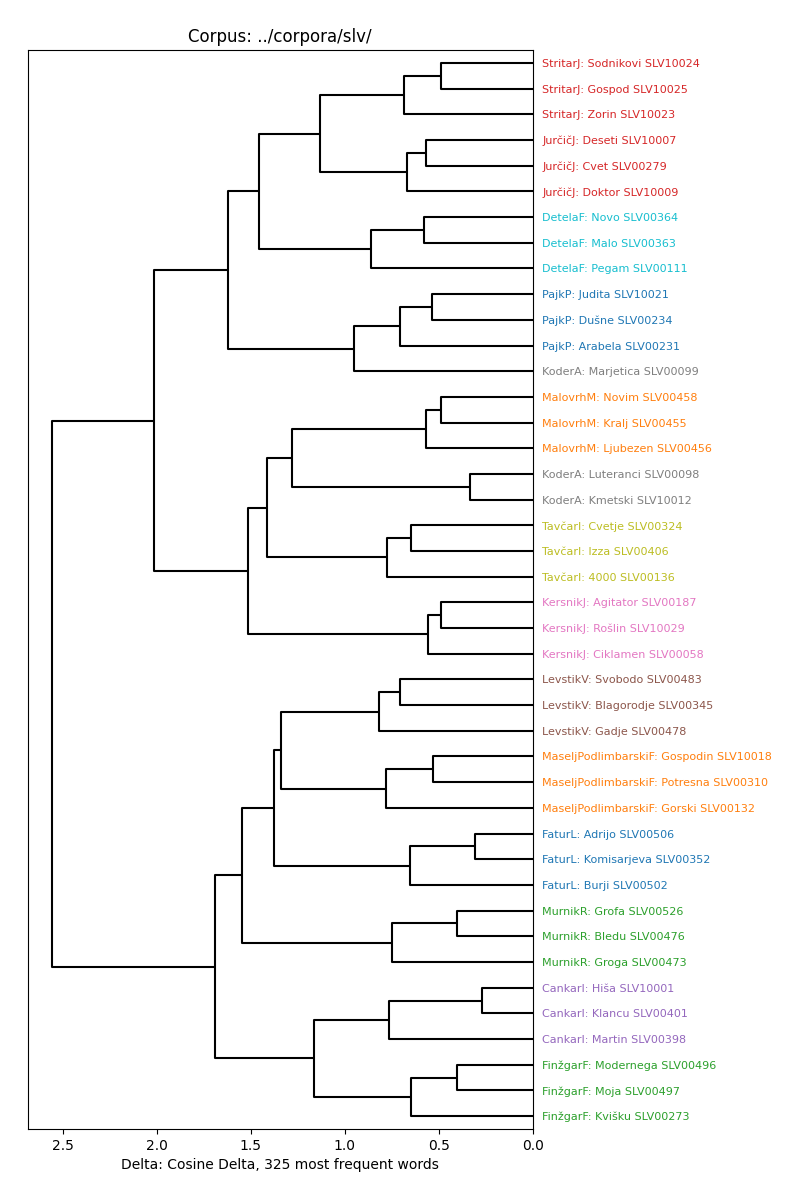 Corpus: ../corpora/slv/
StritarJ: Sodnikovi SLV10024
StritarJ: Gospod SLV10025
StritarJ: Zorin SLV10023
JurčičJ: Deseti SLV10007
JurčičJ: Cvet SLV00279
JurčičJ: Doktor SLV10009
DetelaF: Novo SLV00364
DetelaF: Malo SLV00363
DetelaF: Pegam SLV00111
PajkP: Judita SLV10021
PajkP: Dušne SLV00234
PajkP: Arabela SLV00231
KoderA: Marjetica SLV00099
MalovrhM: Novim SLV00458
MalovrhM: Kralj SLV00455
MalovrhM: Ljubezen SLV00456
KoderA: Luteranci SLV00098
KoderA: Kmetski SLV10012
TavčarI: Cvetje SLV00324
TavčarI: Izza SLV00406
TavčarI: 4000 SLV00136
KersnikJ: Agitator SLV00187
KersnikJ: Rošlin SLV10029
KersnikJ: Ciklamen SLV00058
LevstikV: Svobodo SLV00483
LevstikV: Blagorodje SLV00345
LevstikV: Gadje SLV00478
MaseljPodlimbarskiF: Gospodin SLV10018
MaseljPodlimbarskiF: Potresna SLV00310
MaseljPodlimbarskiF: Gorski SLV00132
FaturL: Adrijo SLV00506
FaturL: Komisarjeva SLV00352
FaturL: Burji SLV00502
MurnikR: Grofa SLV00526
MurnikR: Bledu SLV00476
MurnikR: Groga SLV00473
CankarI: Hiša SLV10001
CankarI: Klancu SLV00401
CankarI: Martin SLV00398
FinžgarF: Modernega SLV00496
FinžgarF: Moja SLV00497
FinžgarF: Kvišku SLV00273
2.5 2.0 1.5 1.0 0.5 0.0
Delta: Cosine Delta, 325 most frequent words